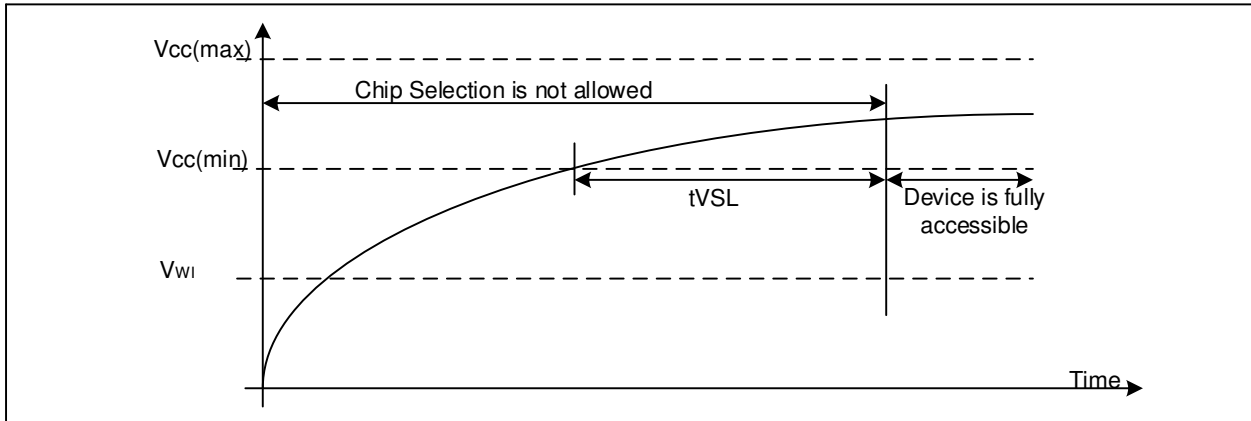 Vcc(max)
Chip Selection is not allowed
Vcc(min)
tVSL
Device is fully
accessible
VWI
Time